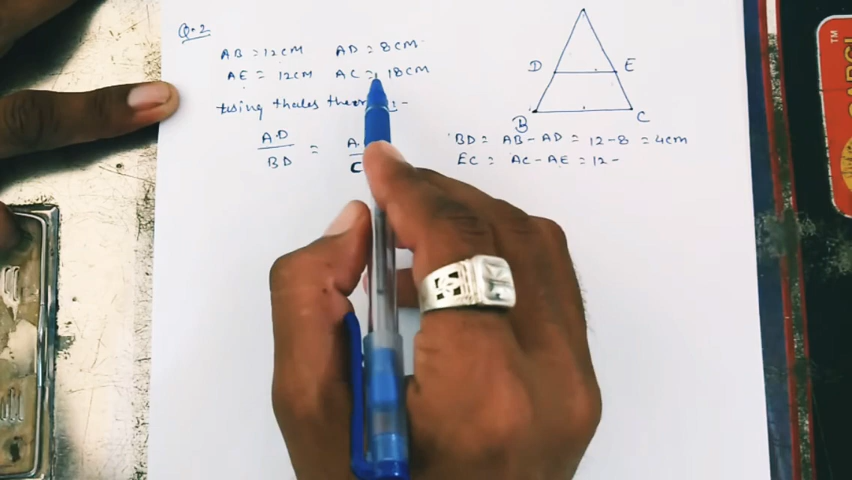 Q.2
AB = 12CM AD = 8CM
AE = 12CM AC = 18CM
using thales
AD
BD
=
D E
B C
BD = AB - AD = 12-8 = 4cm
EC = AC - AE = 12 -
TM